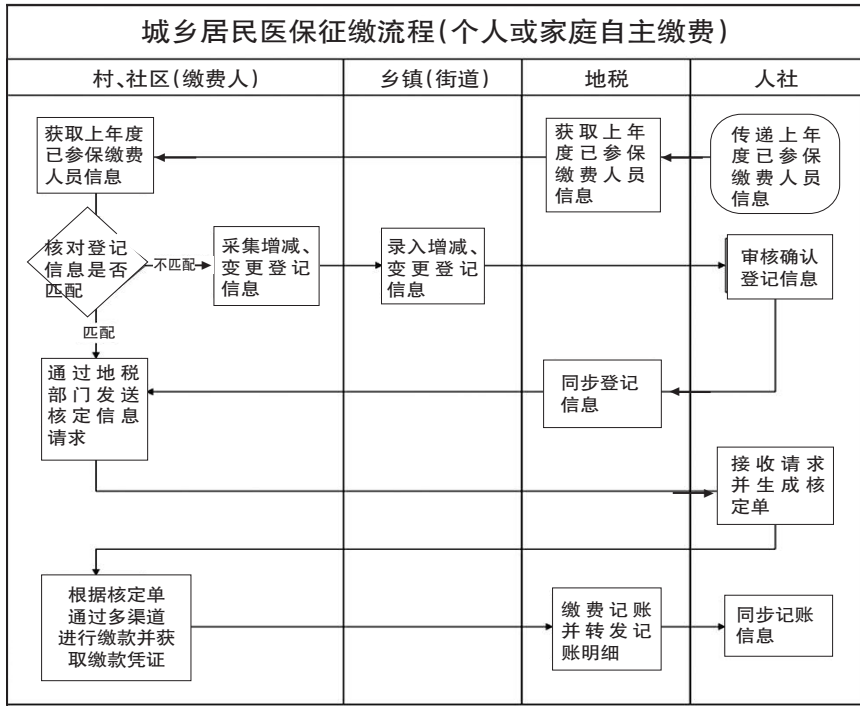 城乡居民医保征缴流程(个人或家庭自主缴费)
村、社区(缴费人)
乡镇(街道)
地税
人社
获取上年度
已参保缴费
人员信息
获取上年
度已参保
缴费人员
信息
传递上年
度已参保
缴费人员
信息
核对登记
信息是否
匹配
不匹配
采集增减、
变更登记
信息
录入增减、
变更登记
信息
审核确认
登记信息
匹配
通过地税
部门发送
核定信息
请求
同步登记
信息
接收请求
并生成核
定单
根据核定单
通过多渠道
进行缴款并获
取缴款凭证
缴费记账
并转发记
账明细
同步记账
信息